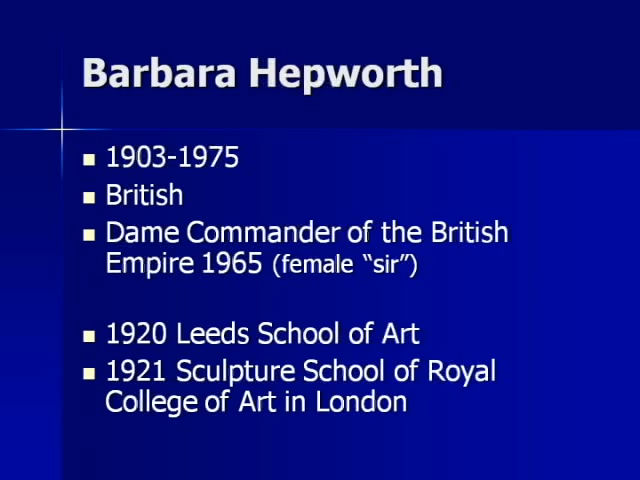 Barbara Hepworth
1903-1975
British
Dame Commander of the British
Empire 1965 (female “sir”)
1920 Leeds School of Art
1921 Sculpture School of Royal
College of Art in London